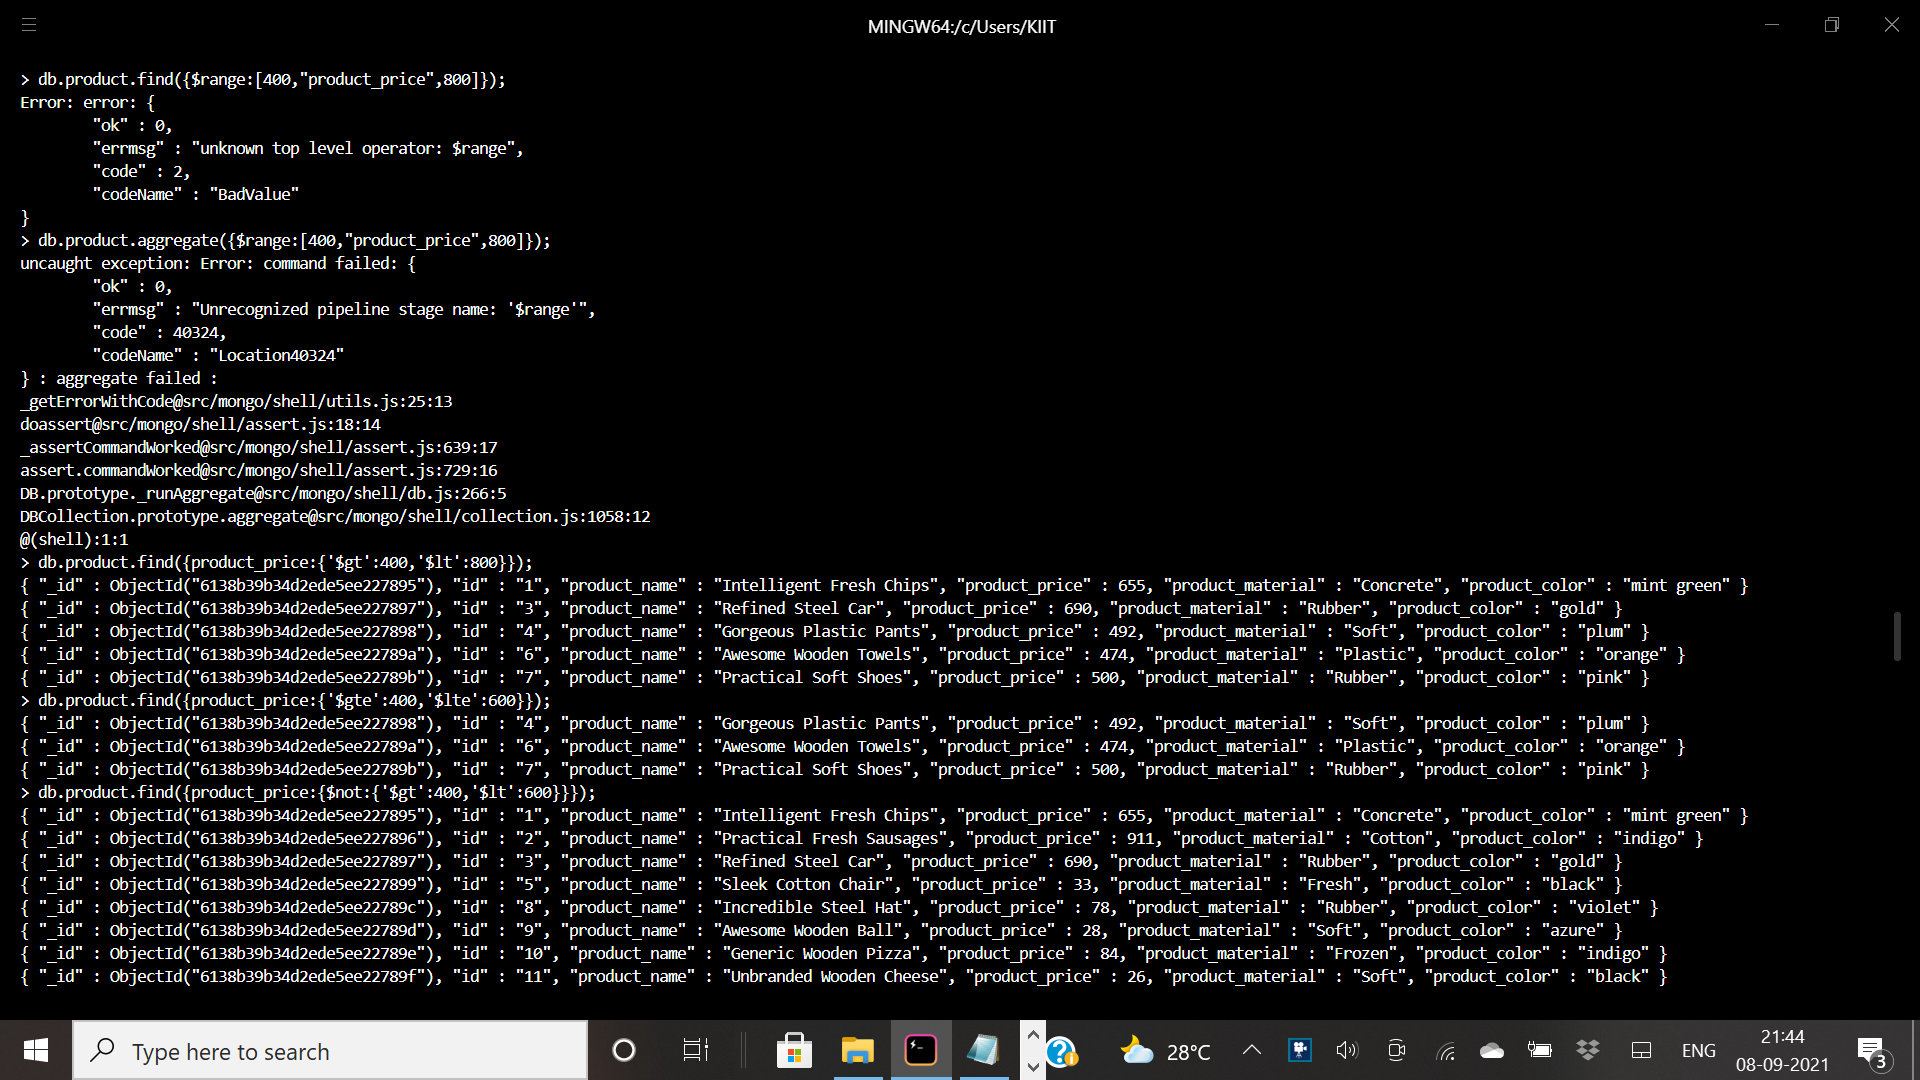 MINGW64:/c/Users/KIIT
> db.product.find({$range:[400,"product_price",800]});
Error: error: {
"ok" : 0,
"errmsg" : "unknown top level operator: $range",
"code" : 2,
"codeName" : "BadValue"
}
> db.product.aggregate({$range:[400,"product_price",800]});
uncaught exception: Error: command failed: {
"ok" : 0,
"errmsg" : "Unrecognized pipeline stage name: '$range'",
"code" : 40324,
"codeName" : "Location40324"
} : aggregate failed :
_getErrorWithCode@src/mongo/shell/utils.js:25:13
doassert@src/mongo/shell/assert.js:18:14
_assertCommandWorked@src/mongo/shell/assert.js:639:17
assert.commandWorked@src/mongo/shell/assert.js:729:16
DB.prototype._runAggregate@src/mongo/shell/db.js:266:5
DBCollection.prototype.aggregate@src/mongo/shell/collection.js:1058:12
@(shell):1:1
> db.product.find({product_price:{'$gt':400,'$lt':800}});
{ "_id" : ObjectId("6138b39b34d2ede5ee227895"), "id" : "1", "product_name" : "Intelligent Fresh Chips", "product_price" : 655, "product_material" : "Concrete", "product_color" : "mint green" }
{ "_id" : ObjectId("6138b39b34d2ede5ee227897"), "id" : "3", "product_name" : "Refined Steel Car", "product_price" : 690, "product_material" : "Rubber", "product_color" : "gold" }
{ "_id" : ObjectId("6138b39b34d2ede5ee227898"), "id" : "4", "product_name" : "Gorgeous Plastic Pants", "product_price" : 492, "product_material" : "Soft", "product_color" : "plum" }
{ "_id" : ObjectId("6138b39b34d2ede5ee22789a"), "id" : "6", "product_name" : "Awesome Wooden Towels", "product_price" : 474, "product_material" : "Plastic", "product_color" : "orange" }
{ "_id" : ObjectId("6138b39b34d2ede5ee22789b"), "id" : "7", "product_name" : "Practical Soft Shoes", "product_price" : 500, "product_material" : "Rubber", "product_color" : "pink" }
> db.product.find({product_price:{'$gte':400,'$lte':600}});
{ "_id" : ObjectId("6138b39b34d2ede5ee227898"), "id" : "4", "product_name" : "Gorgeous Plastic Pants", "product_price" : 492, "product_material" : "Soft", "product_color" : "plum" }
{ "_id" : ObjectId("6138b39b34d2ede5ee22789a"), "id" : "6", "product_name" : "Awesome Wooden Towels", "product_price" : 474, "product_material" : "Plastic", "product_color" : "orange" }
{ "_id" : ObjectId("6138b39b34d2ede5ee22789b"), "id" : "7", "product_name" : "Practical Soft Shoes", "product_price" : 500, "product_material" : "Rubber", "product_color" : "pink" }
> db.product.find({product_price:{$not:{'$gt':400,'$lt':600}}});
{ "_id" : ObjectId("6138b39b34d2ede5ee227895"), "id" : "1", "product_name" : "Intelligent Fresh Chips", "product_price" : 655, "product_material" : "Concrete", "product_color" : "mint green" }
{ "_id" : ObjectId("6138b39b34d2ede5ee227896"), "id" : "2", "product_name" : "Practical Fresh Sausages", "product_price" : 911, "product_material" : "Cotton", "product_color" : "indigo" }
{ "_id" : ObjectId("6138b39b34d2ede5ee227897"), "id" : "3", "product_name" : "Refined Steel Car", "product_price" : 690, "product_material" : "Rubber", "product_color" : "gold" }
{ "_id" : ObjectId("6138b39b34d2ede5ee227899"), "id" : "5", "product_name" : "Sleek Cotton Chair", "product_price" : 33, "product_material" : "Fresh", "product_color" : "black" }
{ "_id" : ObjectId("6138b39b34d2ede5ee22789c"), "id" : "8", "product_name" : "Incredible Steel Hat", "product_price" : 78, "product_material" : "Rubber", "product_color" : "violet" }
{ "_id" : ObjectId("6138b39b34d2ede5ee22789d"), "id" : "9", "product_name" : "Awesome Wooden Ball", "product_price" : 28, "product_material" : "Soft", "product_color" : "azure" }
{ "_id" : ObjectId("6138b39b34d2ede5ee22789e"), "id" : "10", "product_name" : "Generic Wooden Pizza", "product_price" : 84, "product_material" : "Frozen", "product_color" : "indigo" }
{ "_id" : ObjectId("6138b39b34d2ede5ee22789f"), "id" : "11", "product_name" : "Unbranded Wooden Cheese", "product_price" : 26, "product_material" : "Soft", "product_color" : "black" }
Type here to search
28°C
ENG
21:44
08-09-2021
3